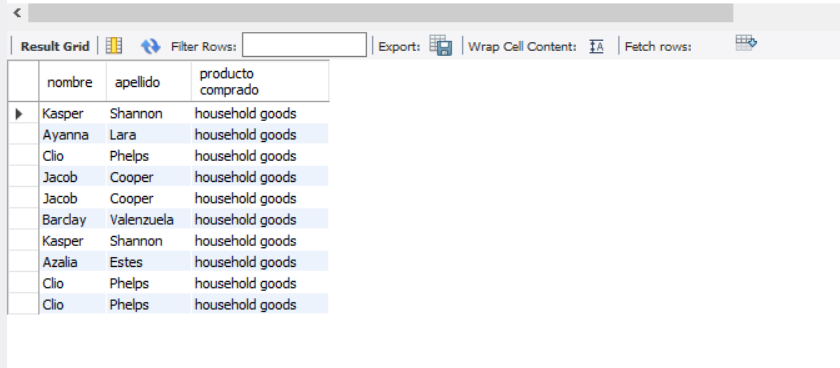 Result Grid Filter Rows: Export: Wrap Cell Content: Fetch rows:
nombre apellido producto comprado
Kasper Shannon household goods
Ayanna Lara household goods
Clio Phelps household goods
Jacob Cooper household goods
Jacob Cooper household goods
Barclay Valenzuela household goods
Kasper Shannon household goods
Azalia Estes household goods
Clio Phelps household goods
Clio Phelps household goods